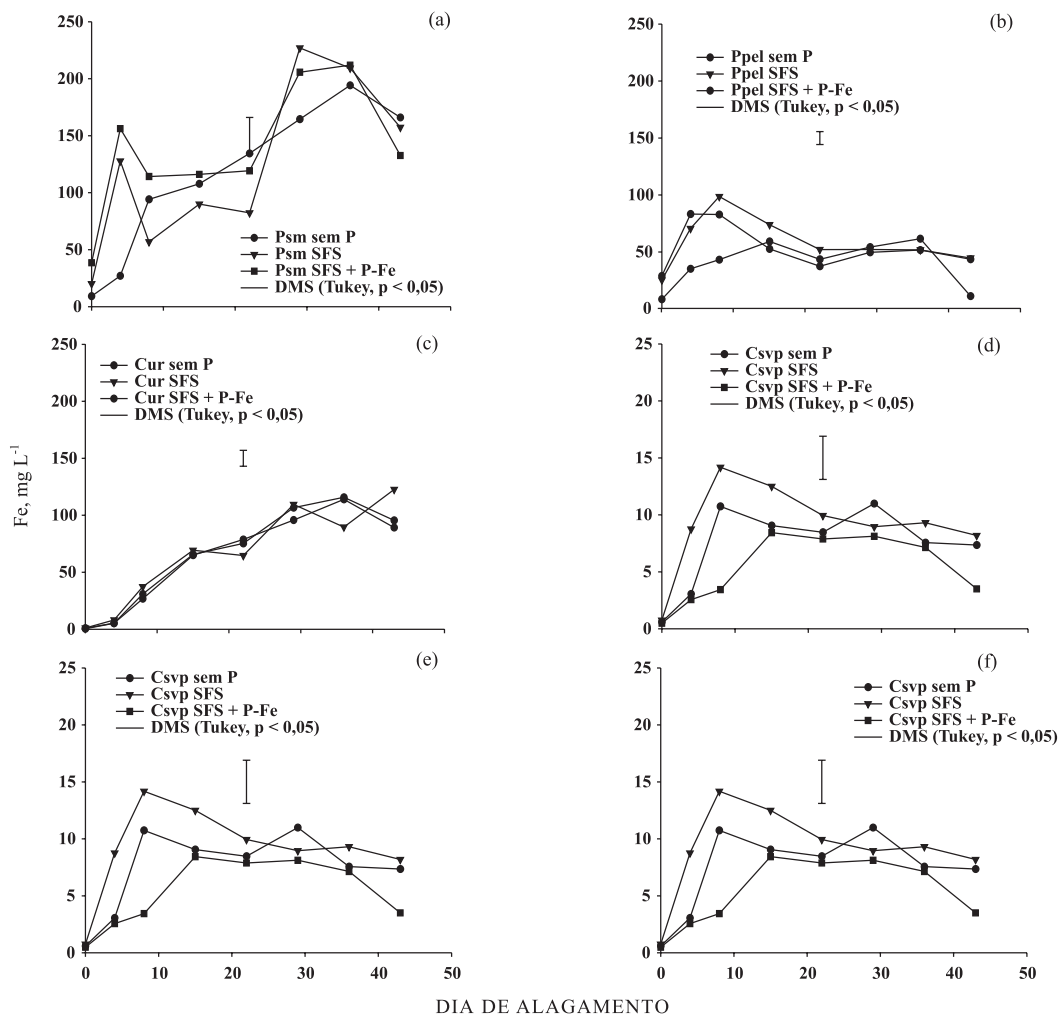 (a)
250
200
150
100
50
0
Psm sem P
Psm SFS
Psm SFS + P-Fe
DMS (Tukey, p < 0,05)
(b)
250
200
150
100
50
0
Ppel sem P
Ppel SFS
Ppel SFS + P-Fe
DMS (Tukey, p < 0,05)
(c)
250
200
150
100
50
0
Cur sem P
Cur SFS
Cur SFS + P-Fe
DMS (Tukey, p < 0,05)
(d)
25
20
15
10
5
0
Csvp sem P
Csvp SFS
Csvp SFS + P-Fe
DMS (Tukey, p < 0,05)
Fe, mg L⁻¹
(e)
25
20
15
10
5
0
Csvp sem P
Csvp SFS
Csvp SFS + P-Fe
DMS (Tukey, p < 0,05)
0 10 20 30 40 50
(f)
25
20
15
10
5
0
Csvp sem P
Csvp SFS
Csvp SFS + P-Fe
DMS (Tukey, p < 0,05)
0 10 20 30 40 50
DIA DE ALAGAMENTO